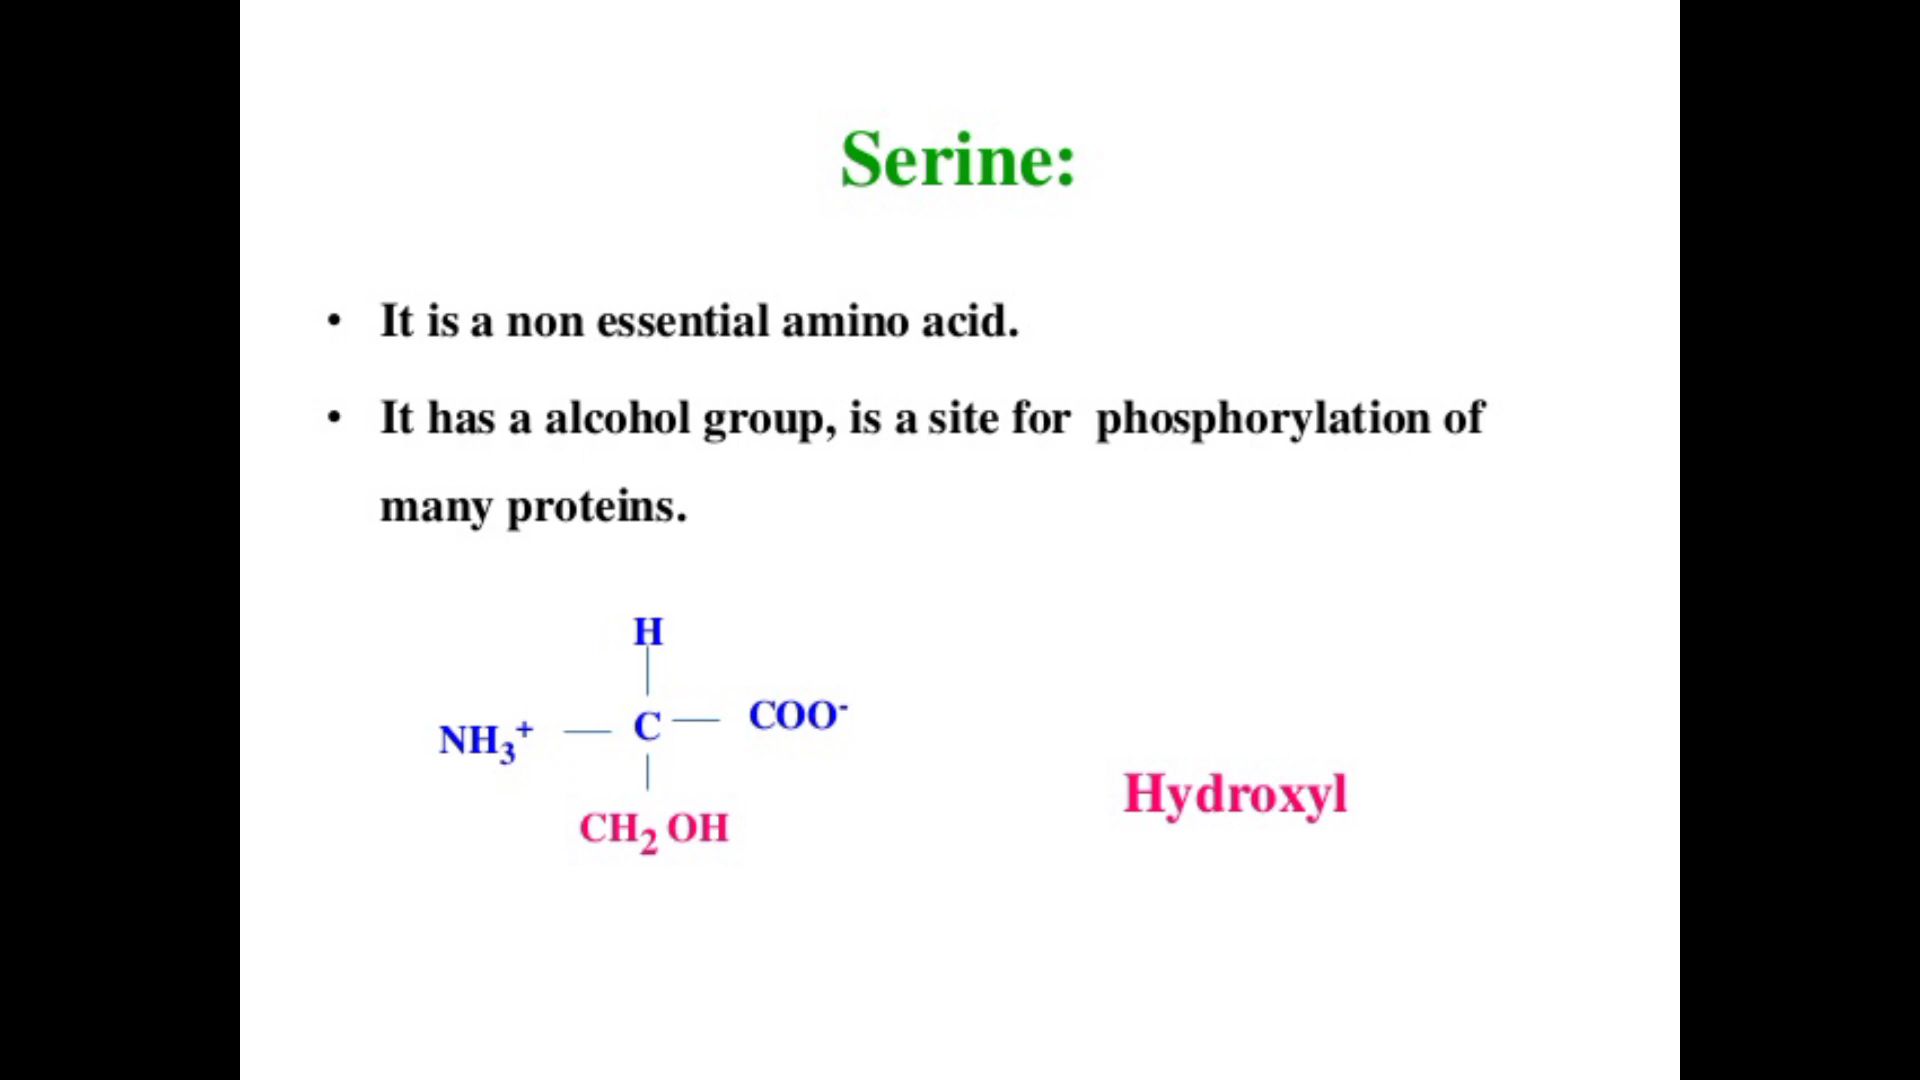 Serine:
• It is a non essential amino acid.
• It has a alcohol group, is a site for phosphorylation of
many proteins.
H
NH₃⁺ — C — COO⁻
CH₂ OH
Hydroxyl